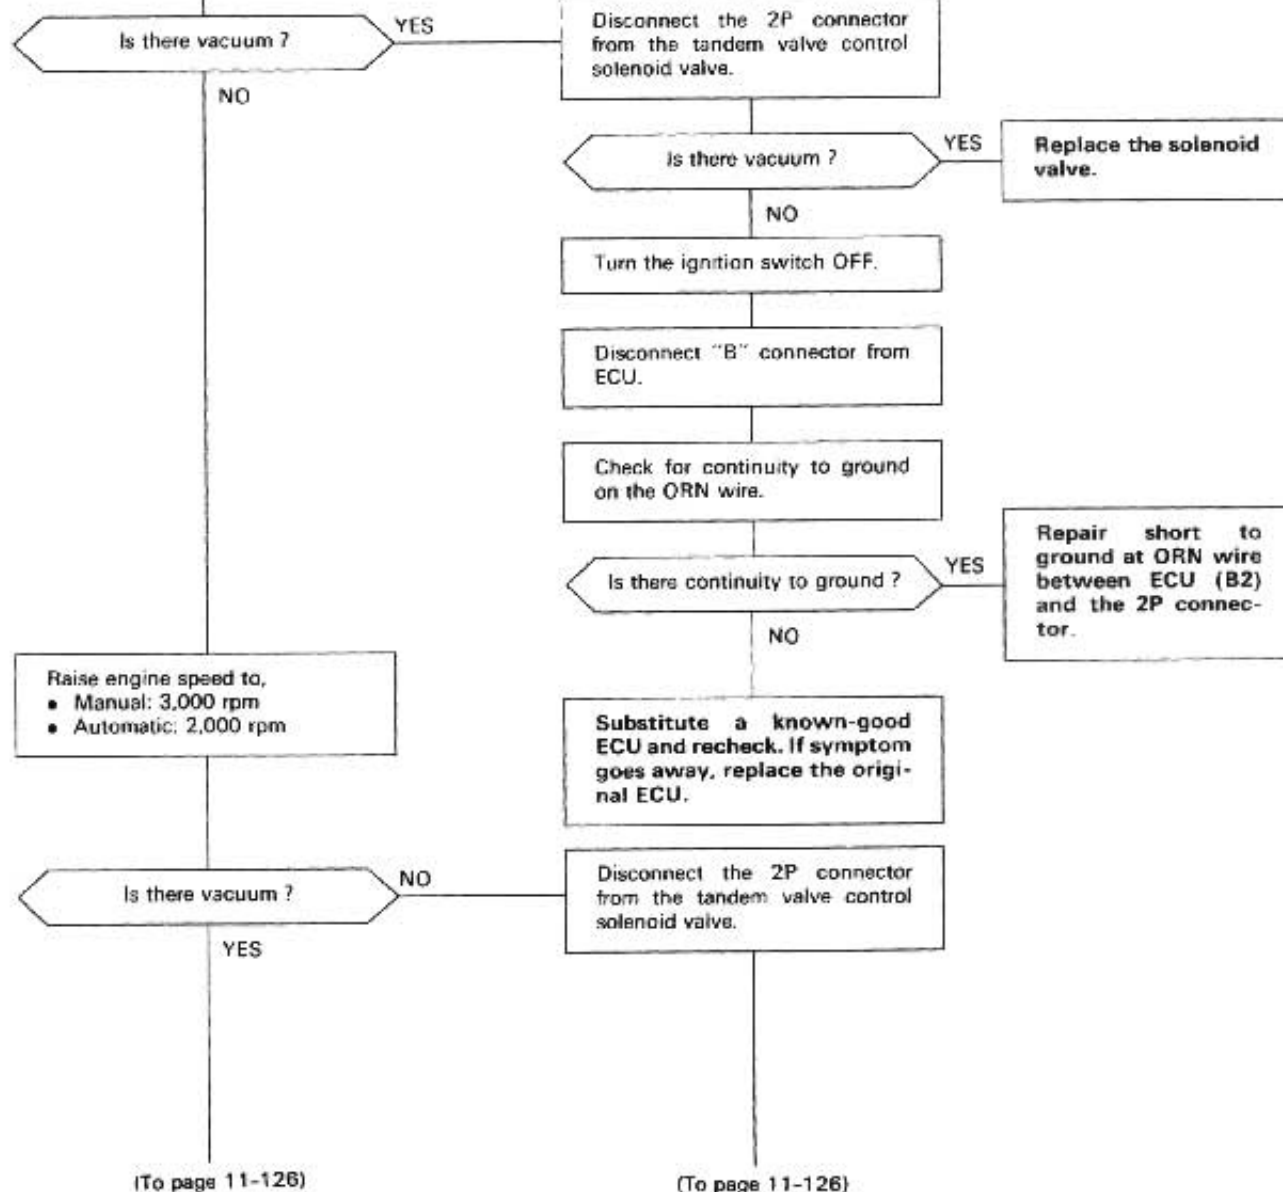 Is there vacuum ?
YES
Disconnect the 2P connector
from the tandem valve control
solenoid valve.
NO
Is there vacuum ?
YES
Replace the solenoid
valve.
NO
Turn the ignition switch OFF.
Disconnect "B" connector from
ECU.
Check for continuity to ground
on the ORN wire.
Is there continuity to ground ?
YES
Repair short to
ground at ORN wire
between ECU (B2)
and the 2P connec-
tor.
NO
Raise engine speed to,
• Manual: 3,000 rpm
• Automatic: 2,000 rpm
Substitute a known-good
ECU and recheck. If symptom
goes away, replace the origi-
nal ECU.
Is there vacuum ?
NO
Disconnect the 2P connector
from the tandem valve control
solenoid valve.
YES
(To page 11-126)
(To page 11-126)